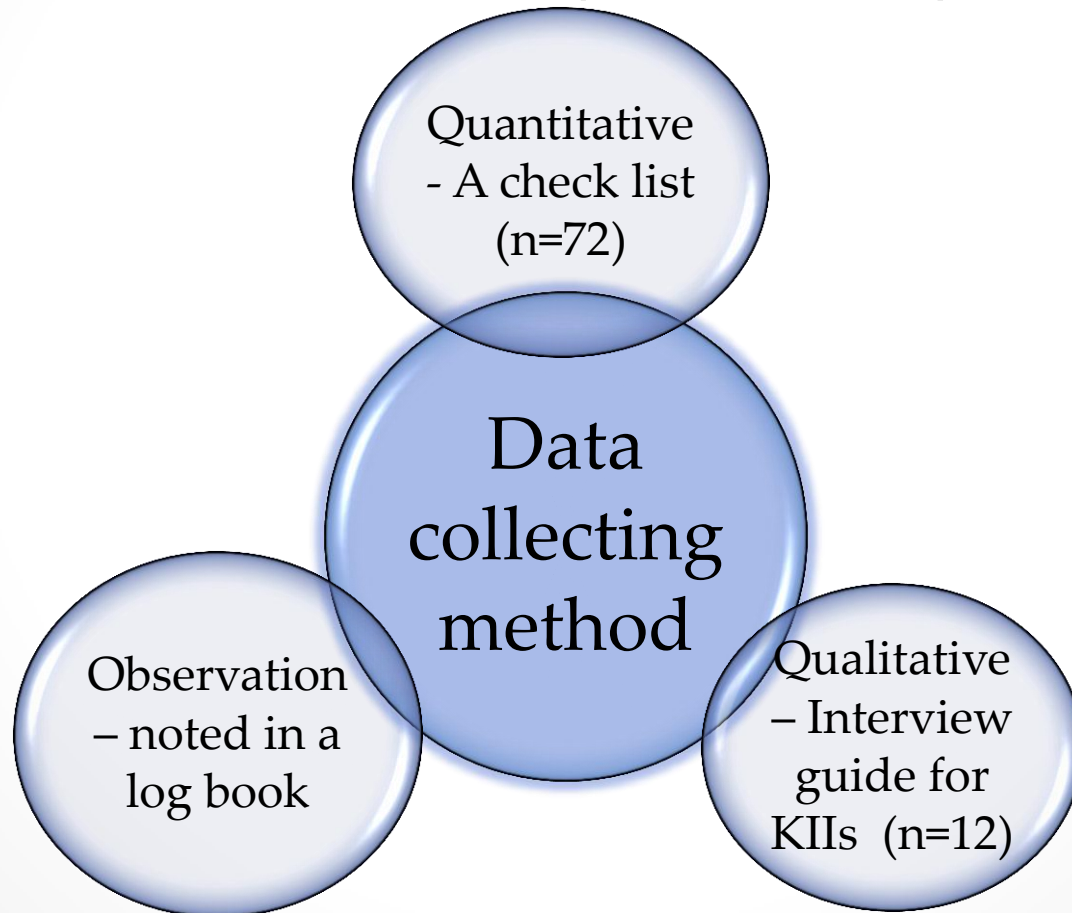 Quantitative
- A check list
(n=72)
Data
collecting
method
Observation
– noted in a
log book
Qualitative
– Interview
guide for
KIIs (n=12)